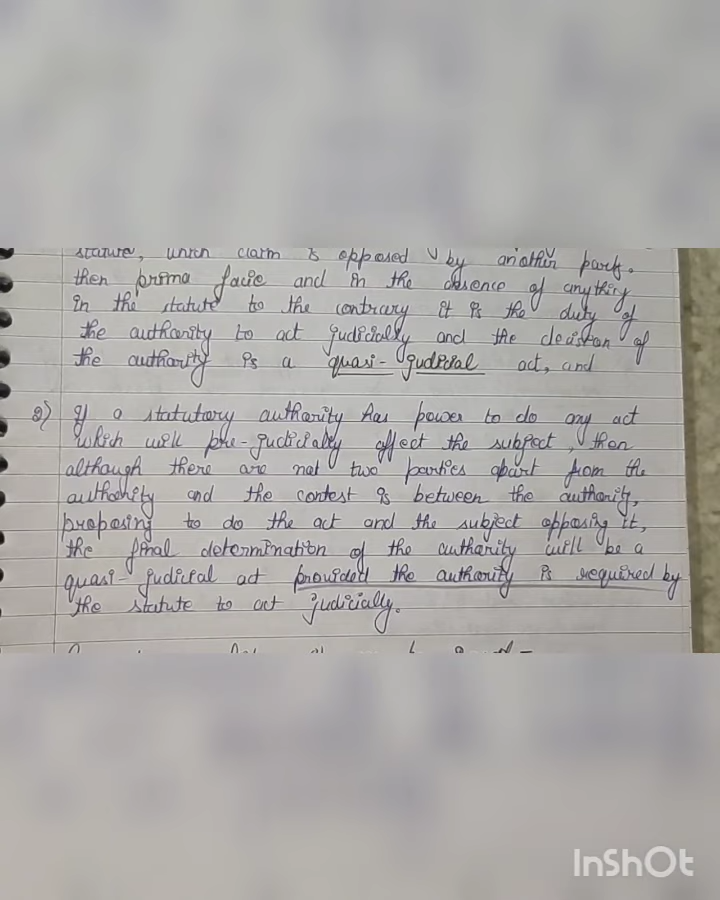 statute, which claim is opposed by another party.
then prima facie and in the absence of anything
in the statute to the contrary it is the duty of
the authority to act judicially and the decision of
the authority is a quasi-judicial act, and
2) If a statutory authority has power to do any act
which will pre-judicially affect the subject, then
although there are not two parties apart from the
authority and the contest is between the authority,
proposing to do the act and the subject opposing it,
the final determination of the authority will be a
quasi-judicial act provided the authority is required by
the statute to act judicially.
InShOt